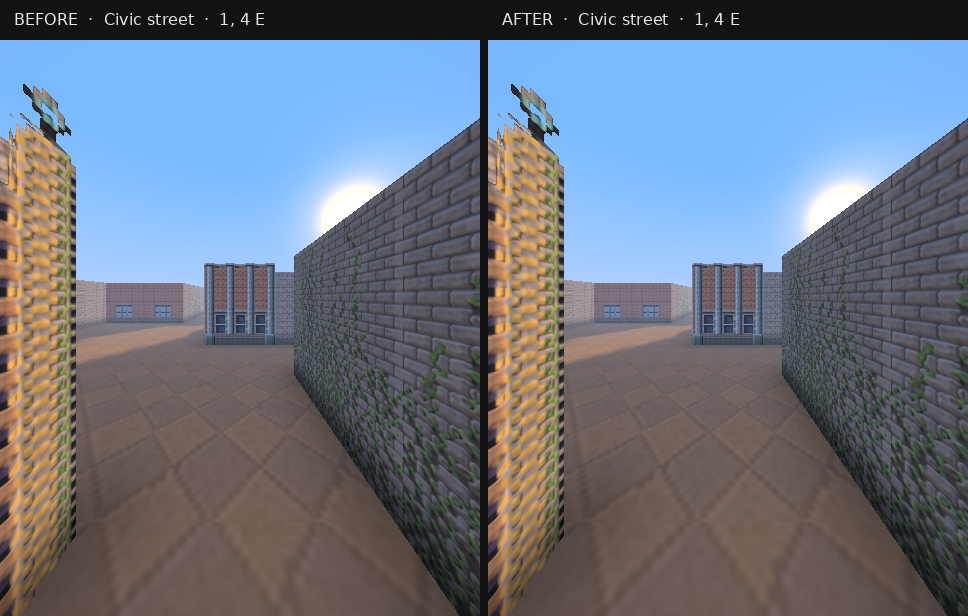 BEFORE · Civic street · 1, 4 E
AFTER · Civic street · 1, 4 E